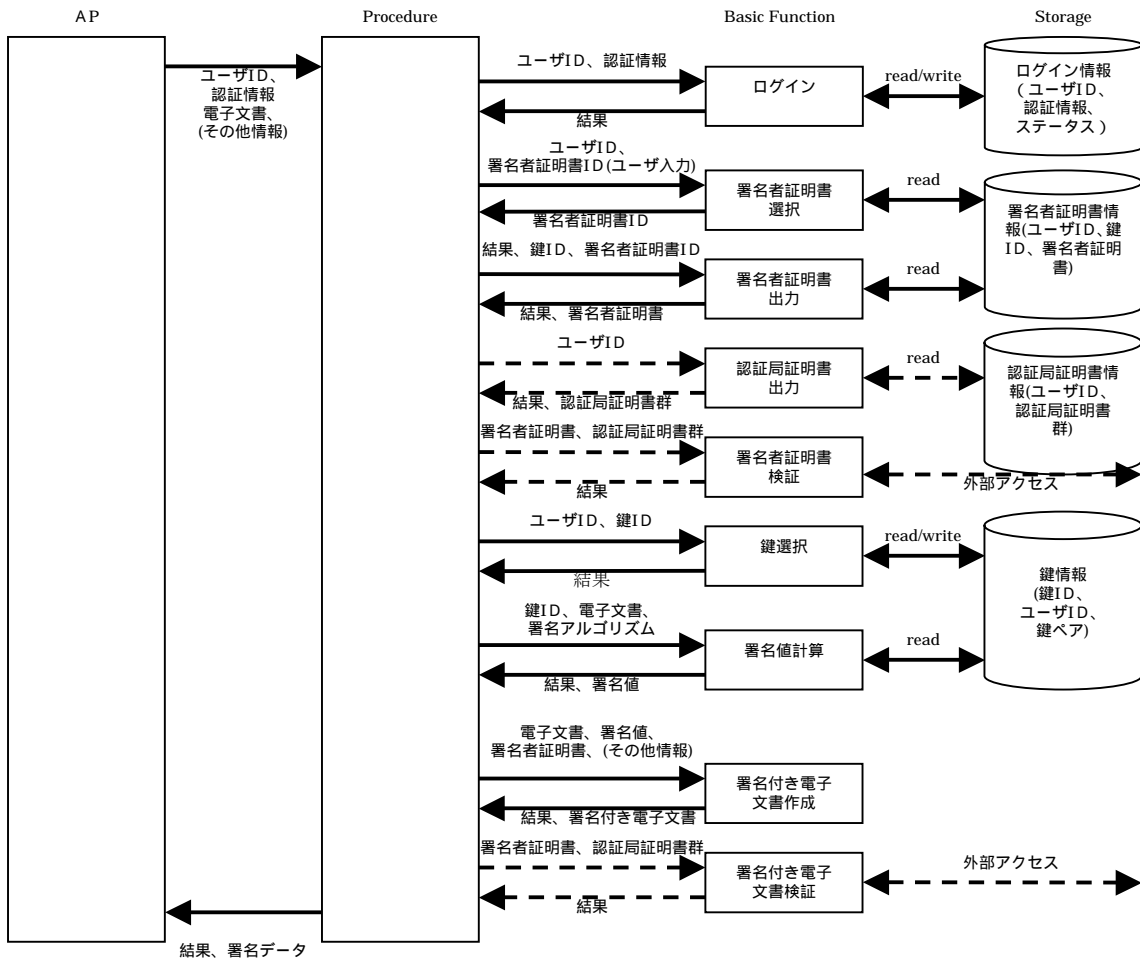 AP
Procedure
Basic Function
Storage
ユーザID、
認証情報
電子文書、
(その他情報)
ユーザID、認証情報
結果
ログイン
read/write
ログイン情報
(ユーザID、
認証情報、
ステータス)
ユーザID、
署名者証明書ID(ユーザ入力)
署名者証明書ID
署名者証明書
選択
read
署名者証明書情
報(ユーザID、鍵
ID、署名者証明
書)
結果、鍵ID、署名者証明書ID
結果、署名者証明書
署名者証明書
出力
read
ユーザID
結果、認証局証明書群
認証局証明書
出力
read
認証局証明書情
報(ユーザID、
認証局証明書
群)
署名者証明書、認証局証明書群
結果
署名者証明書
検証
外部アクセス
ユーザID、鍵ID
結果
鍵選択
read/write
鍵情報
(鍵ID、
ユーザID、
鍵ペア)
鍵ID、電子文書、
署名アルゴリズム
結果、署名値
署名値計算
read
電子文書、署名値、
署名者証明書、(その他情報)
結果、署名付き電子文書
署名付き電子
文書作成
署名者証明書、認証局証明書群
結果
署名付き電子
文書検証
外部アクセス
結果、署名データ